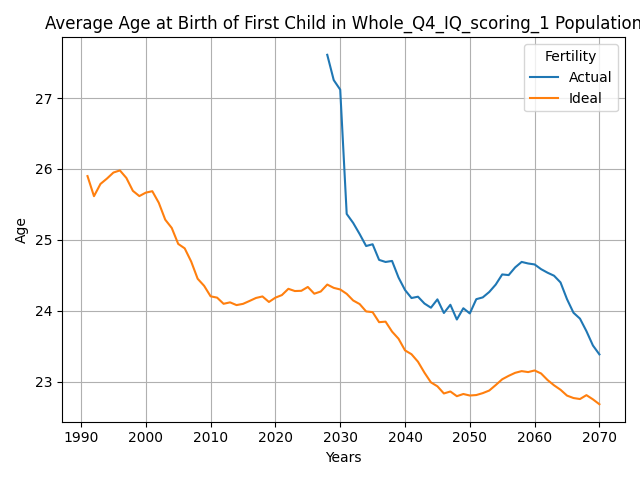 Average Age at Birth of First Child in Whole_Q4_IQ_scoring_1 Population
Fertility
Actual
Ideal
27
26
25
24
23
Age
1990 2000 2010 2020 2030 2040 2050 2060 2070
Years